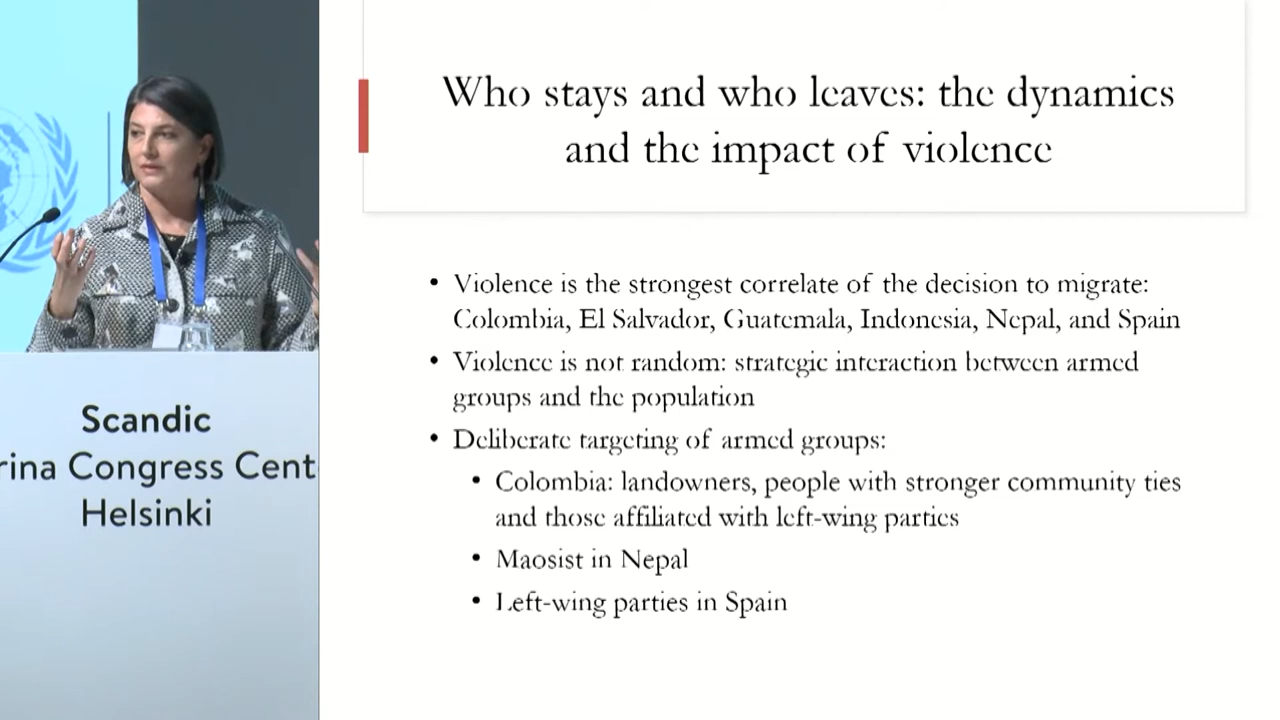 Who stays and who leaves: the dynamics
and the impact of violence
• Violence is the strongest correlate of the decision to migrate:
Colombia, El Salvador, Guatemala, Indonesia, Nepal, and Spain
• Violence is not random: strategic interaction between armed
groups and the population
• Deliberate targeting of armed groups:
• Colombia: landowners, people with stronger community ties
and those affiliated with left-wing parties
• Maosist in Nepal
• Left-wing parties in Spain
Scandic
rina Congress Cent
Helsinki